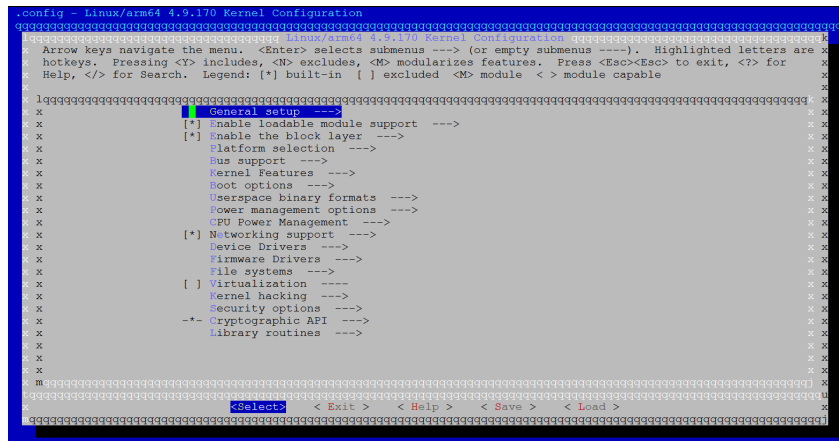 .config - Linux/arm64 4.9.170 Kernel Configuration
Linux/arm64 4.9.170 Kernel Configuration
Arrow keys navigate the menu.  <Enter> selects submenus ---> (or empty submenus ----).  Highlighted letters are
hotkeys.  Pressing <Y> includes, <N> excludes, <M> modularizes features.  Press <Esc><Esc> to exit, <?> for
Help, </> for Search.  Legend: [*] built-in  [ ] excluded  <M> module  < > module capable
General setup  --->
[*] Enable loadable module support  --->
[*] Enable the block layer  --->
Platform selection  --->
Bus support  --->
Kernel Features  --->
Boot options  --->
Userspace binary formats  --->
Power management options  --->
CPU Power Management  --->
[*] Networking support  --->
Device Drivers  --->
Firmware Drivers  --->
File systems  --->
[ ] Virtualization  ----
Kernel hacking  --->
Security options  --->
-*- Cryptographic API  --->
Library routines  --->
<Select>    < Exit >    < Help >    < Save >    < Load >